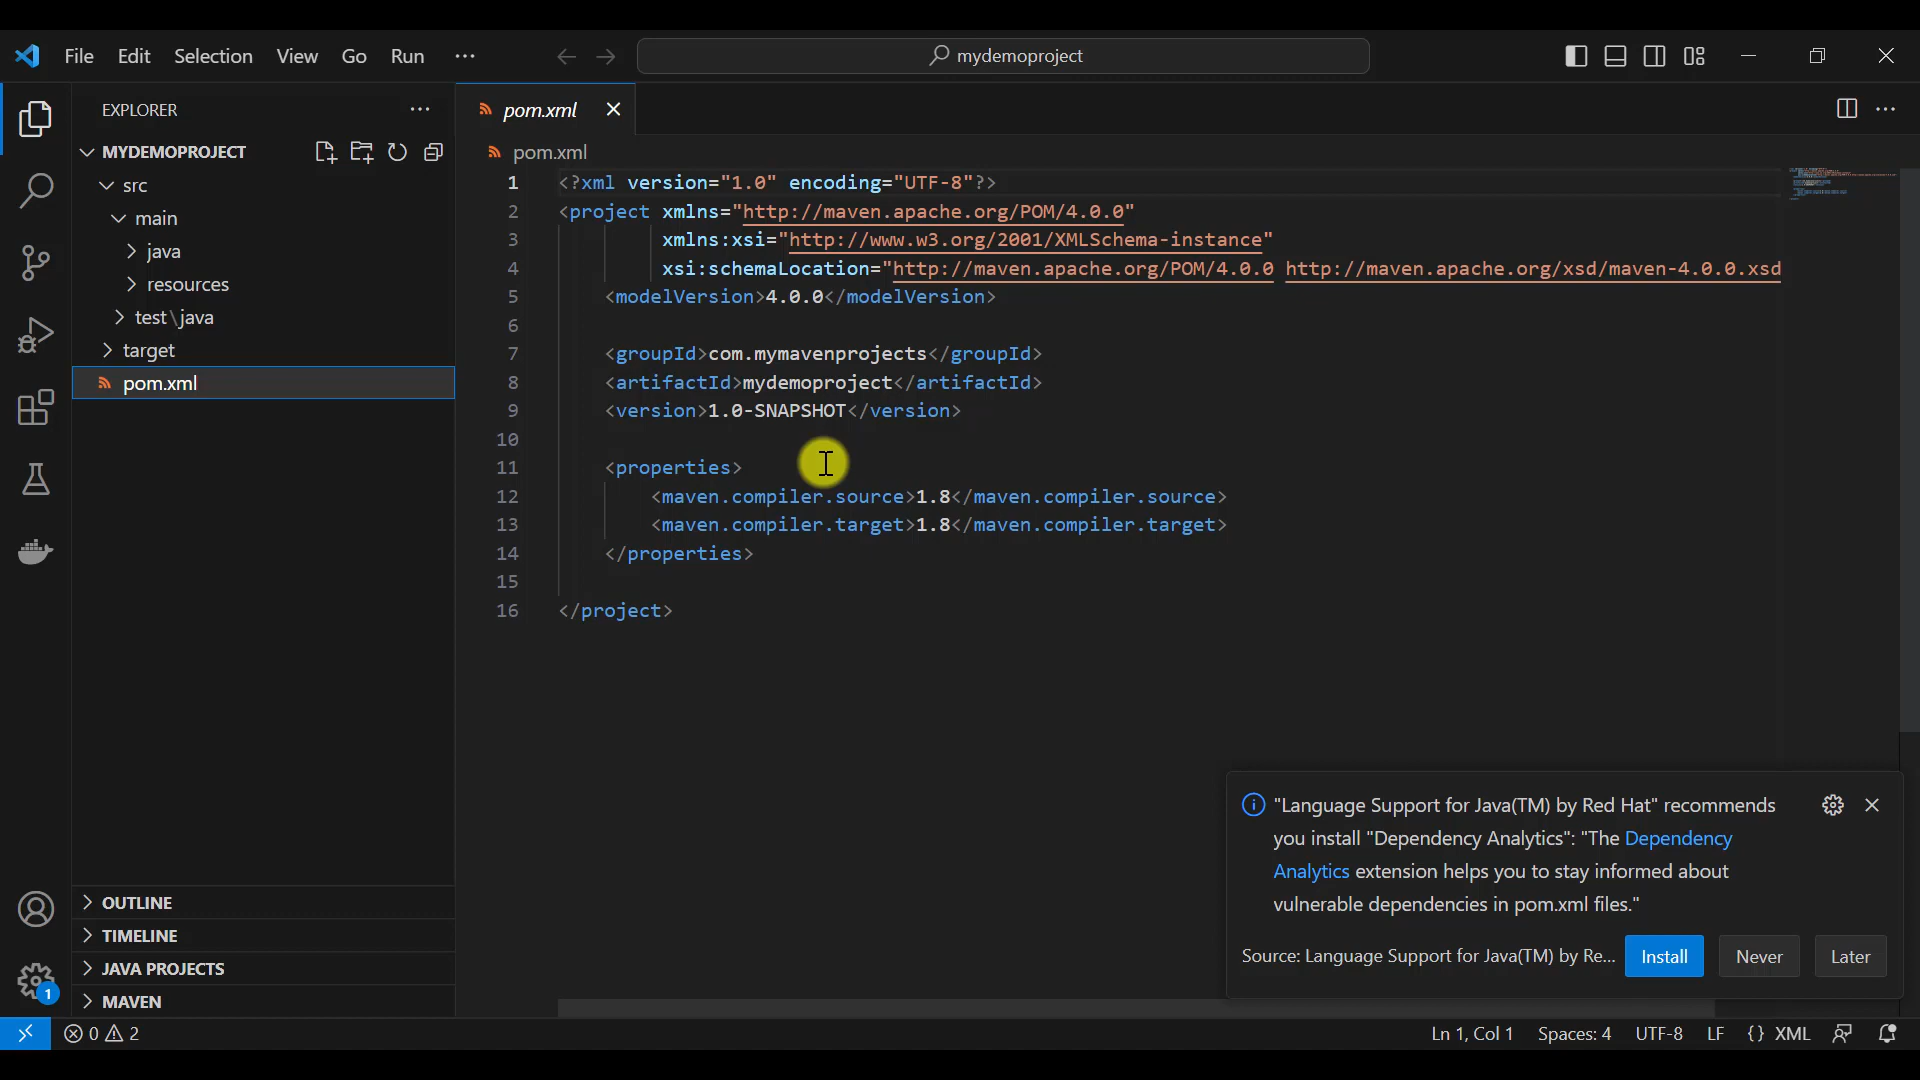 File Edit Selection View Go Run ···
mydemoproject
EXPLORER
MYDEMOPROJECT
src
main
java
resources
test\java
target
pom.xml
OUTLINE
TIMELINE
JAVA PROJECTS
MAVEN
1
pom.xml
pom.xml
1 <?xml version="1.0" encoding="UTF-8"?>
2 <project xmlns="http://maven.apache.org/POM/4.0.0"
3 xmlns:xsi="http://www.w3.org/2001/XMLSchema-instance"
4 xsi:schemaLocation="http://maven.apache.org/POM/4.0.0 http://maven.apache.org/xsd/maven-4.0.0.xsd
5 <modelVersion>4.0.0</modelVersion>
6
7 <groupId>com.mymavenprojects</groupId>
8 <artifactId>mydemoproject</artifactId>
9 <version>1.0-SNAPSHOT</version>
10
11 <properties>
12 <maven.compiler.source>1.8</maven.compiler.source>
13 <maven.compiler.target>1.8</maven.compiler.target>
14 </properties>
15
16 </project>
"Language Support for Java(TM) by Red Hat" recommends
you install "Dependency Analytics": "The Dependency
Analytics extension helps you to stay informed about
vulnerable dependencies in pom.xml files."
Source: Language Support for Java(TM) by Re... Install Never Later
0 2 Ln 1, Col 1 Spaces: 4 UTF-8 LF {} XML